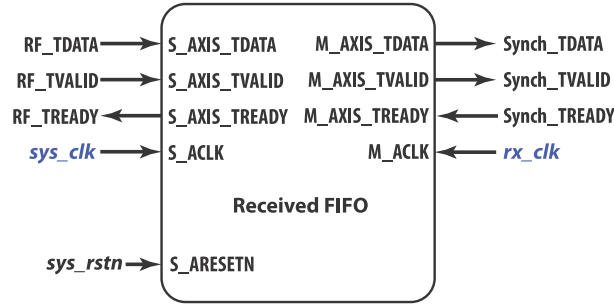 RF_TDATA S_AXIS_TDATA M_AXIS_TDATA Synch_TDATA
RF_TVALID S_AXIS_TVALID M_AXIS_TVALID Synch_TVALID
RF_TREADY S_AXIS_TREADY M_AXIS_TREADY Synch_TREADY
sys_clk S_ACLK M_ACLK rx_clk
Received FIFO
sys_rstn S_ARESETN